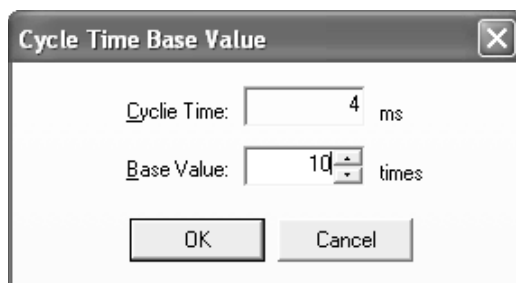 Cycle Time Base Value
Cyclie Time: 4 ms
Base Value: 10 times
OK Cancel